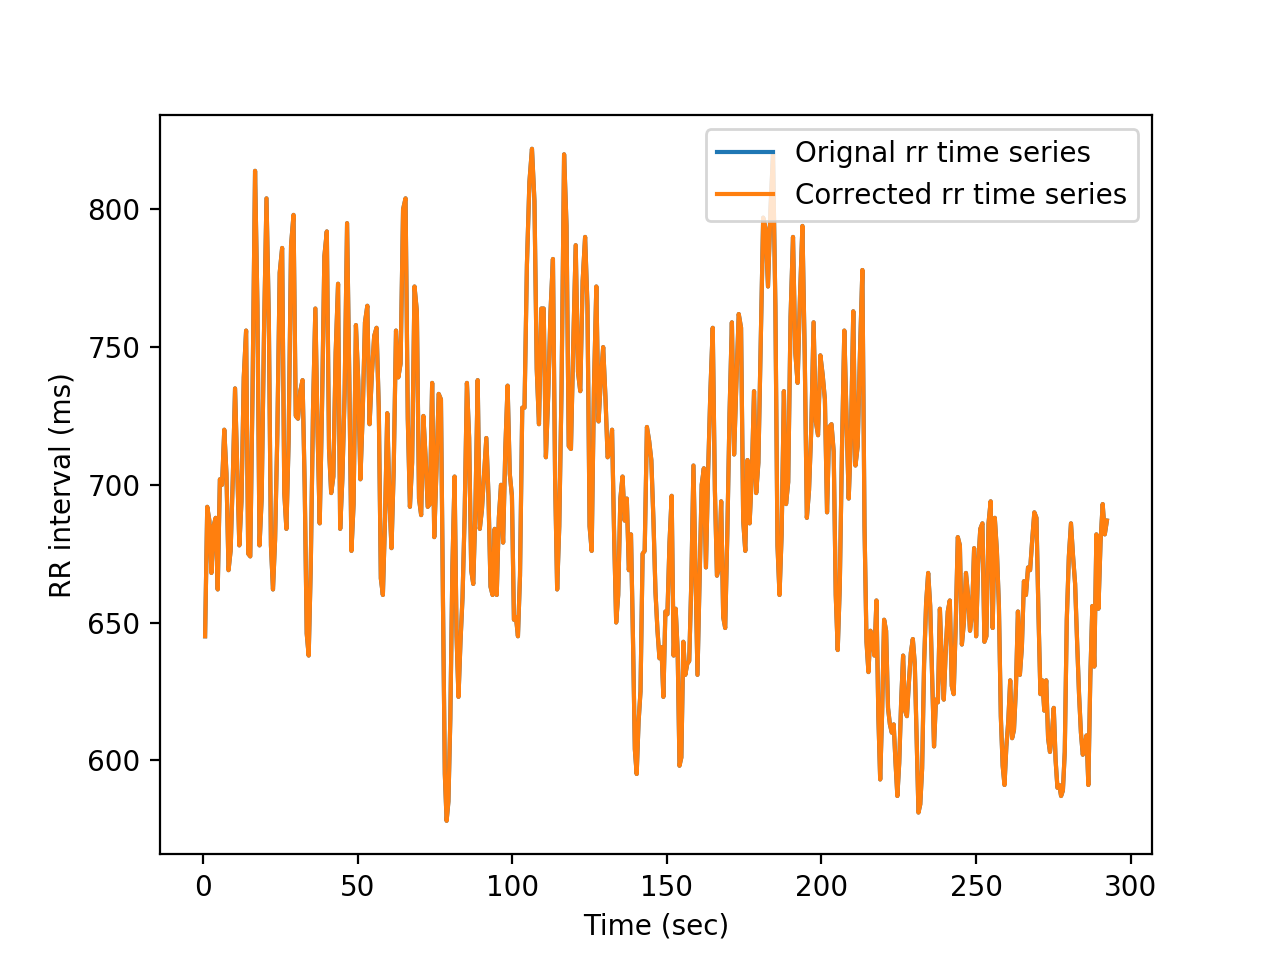 Orignal rr time series
Corrected rr time series
800
750
700
650
600
RR interval (ms)
0 50 100 150 200 250 300
Time (sec)